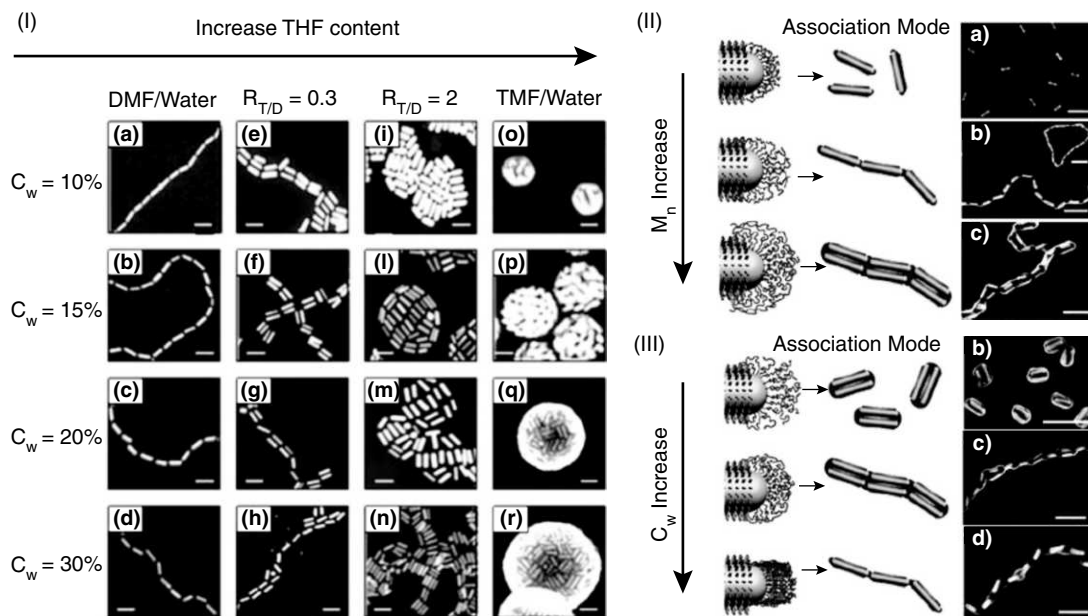 (I)
Increase THF content
DMF/Water
R_T/D = 0.3
R_T/D = 2
TMF/Water
C_w = 10%
(a)
(e)
(i)
(o)
C_w = 15%
(b)
(f)
(l)
(p)
C_w = 20%
(c)
(g)
(m)
(q)
C_w = 30%
(d)
(h)
(n)
(r)
(II)
Association Mode
M_n Increase
a)
b)
c)
(III)
Association Mode
C_w Increase
b)
c)
d)